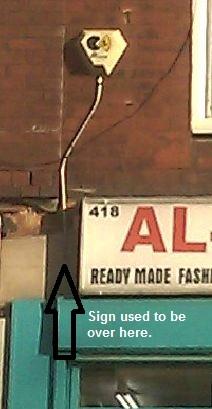 418
AL
READY MADE FASH
Sign used to be
over here.